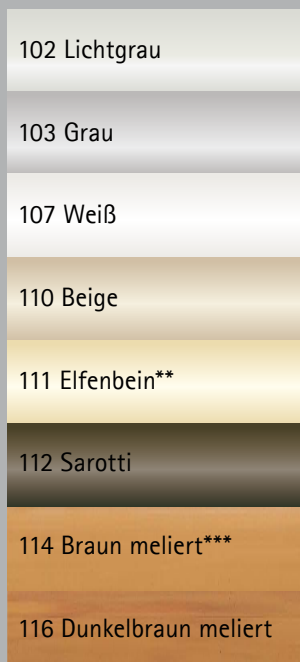 102 Lichtgrau
103 Grau
107 Weiß
110 Beige
111 Elfenbein**
112 Sarotti
114 Braun meliert***
116 Dunkelbraun meliert